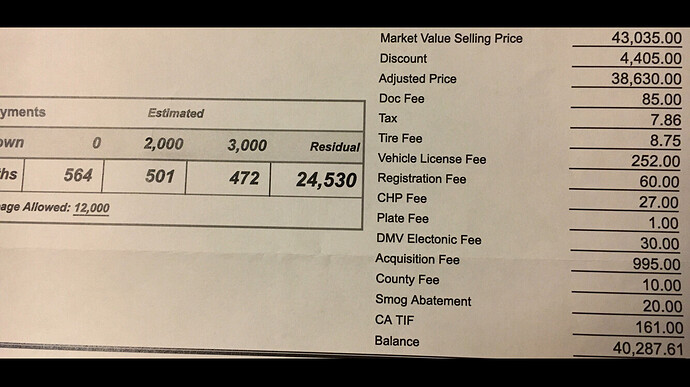 Market Value Selling Price 43,035.00
Discount 4,405.00
Adjusted Price 38,630.00
Doc Fee 85.00
Tax 7.86
Tire Fee 8.75
Vehicle License Fee 252.00
Registration Fee 60.00
CHP Fee 27.00
Plate Fee 1.00
DMV Electonic Fee 30.00
Acquisition Fee 995.00
County Fee 10.00
Smog Abatement 20.00
CA TIF 161.00
Balance 40,287.61
yments Estimated
own 0 2,000 3,000 Residual
ths 564 501 472 24,530
age Allowed: 12,000